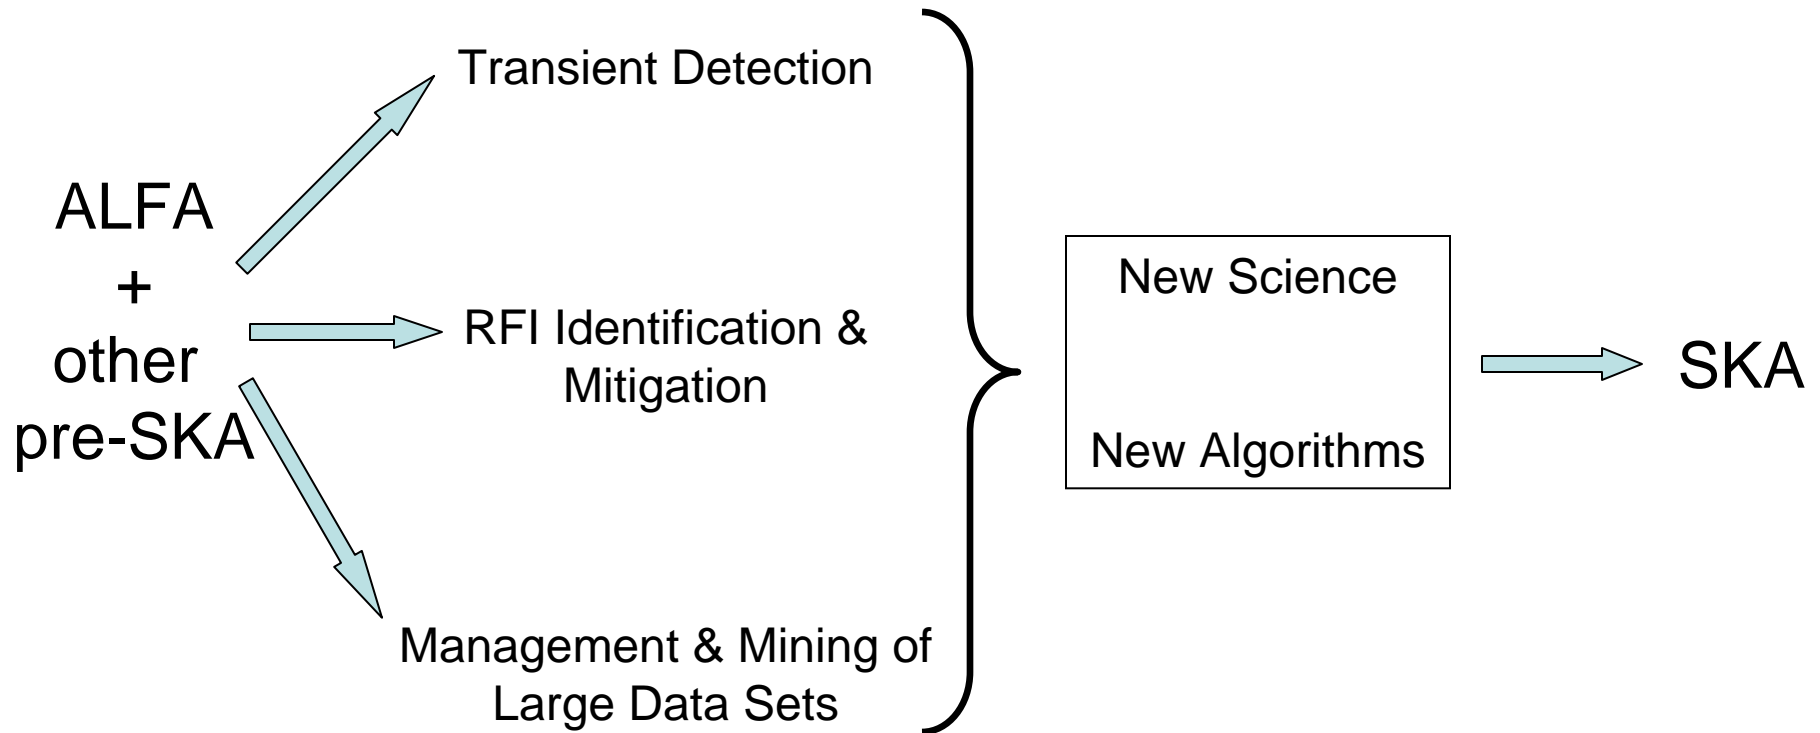 ALFA
+
other
pre-SKA
Transient Detection
RFI Identification &
Mitigation
Management & Mining of
Large Data Sets
New Science
New Algorithms
SKA